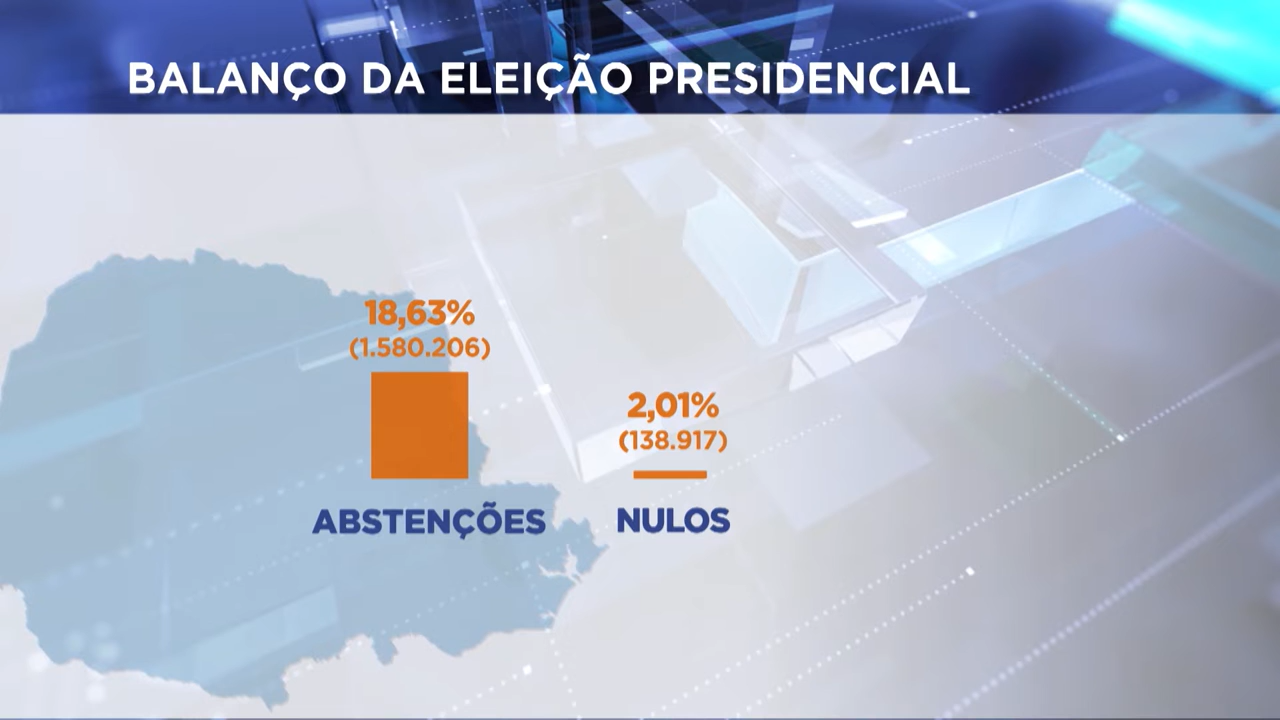 BALANÇO DA ELEIÇÃO PRESIDENCIAL
18,63%
(1.580.206)
ABSTENÇÕES
2,01%
(138.917)
NULOS